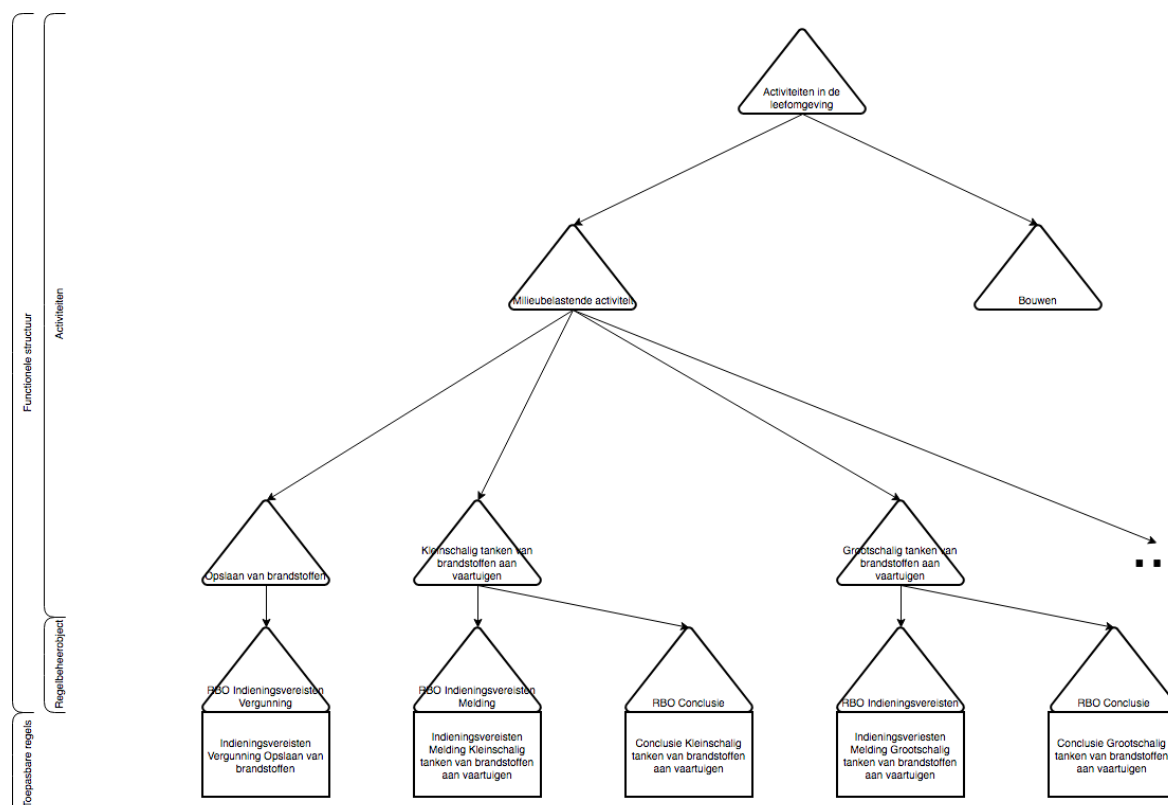 Functionele structuur
Activiteiten
Activiteiten in de
leefomgeving
Milieubelastende activiteit
Bouwen
Opslaan van brandstoffen
Kleinschalig tanken van
brandstoffen aan
vaartuigen
Grootschalig tanken van
brandstoffen aan
vaartuigen
..
Regelbeheerobject
RBO Indieningsvereisten
Vergunning
RBO Indieningsvereisten
Melding
RBO Conclusie
RBO Indieningsvereisten
RBO Conclusie
Toepasbare regels
Indieningsvereisten
Vergunning Opslaan van
brandstoffen
Indieningsvereisten
Melding Kleinschalig
tanken van brandstoffen
aan vaartuigen
Conclusie Kleinschalig
tanken van brandstoffen
aan vaartuigen
Indieningsveriesten
Melding Grootschalig
tanken van brandstoffen
aan vaartuigen
Conclusie Grootschalig
tanken van brandstoffen
aan vaartuigen